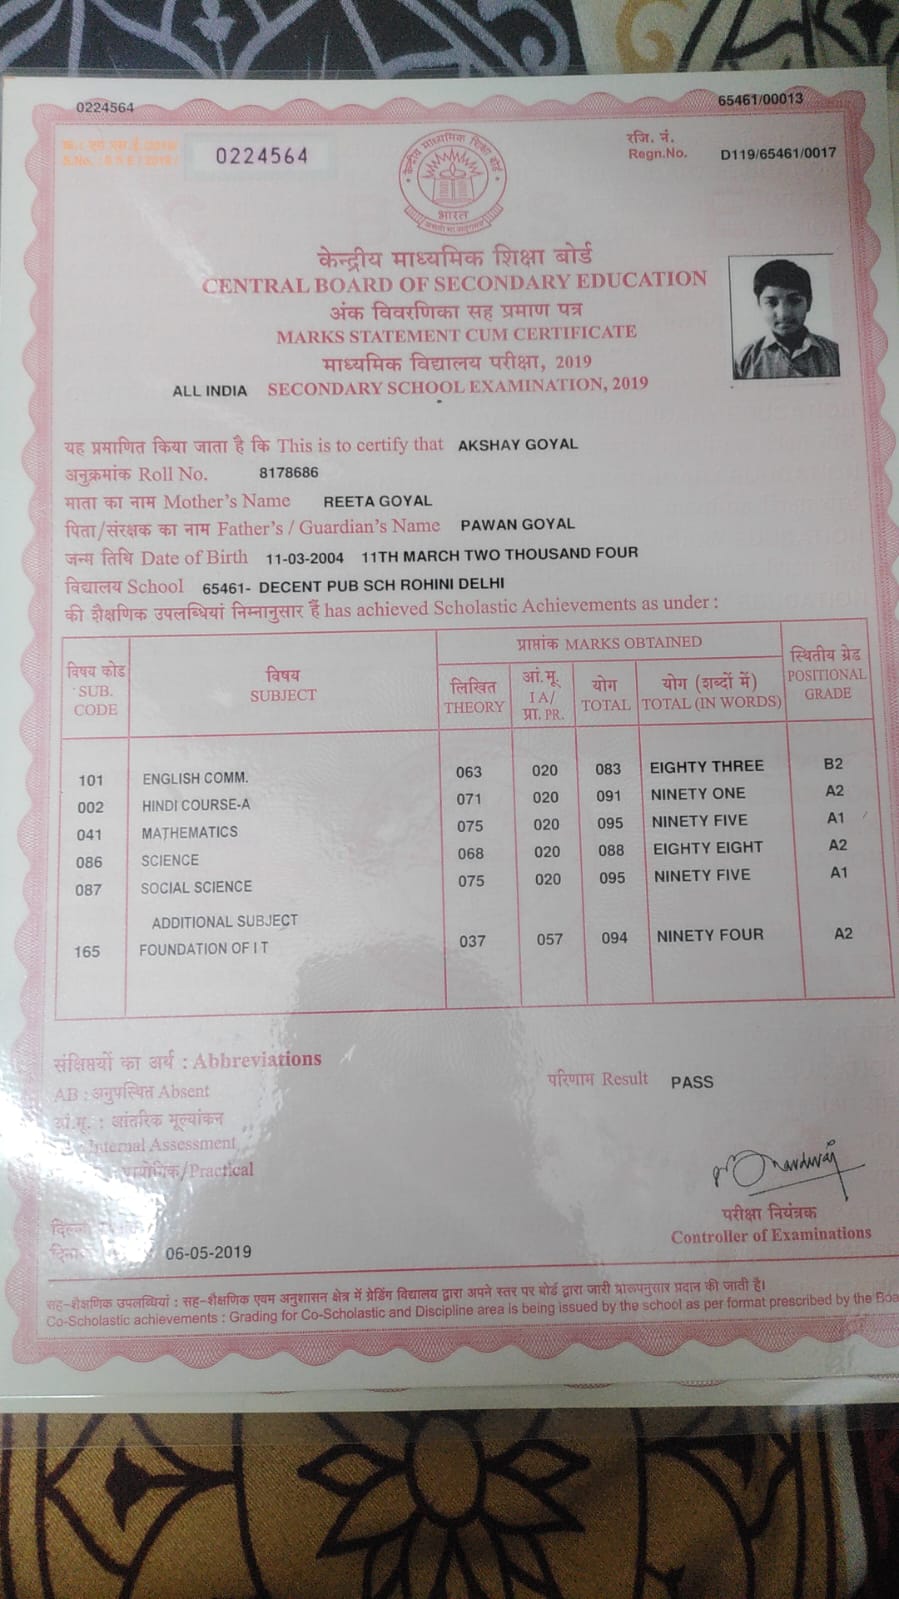 0224564
65461/00013
0224564
रजि. नं.
Regn.No. D119/65461/0017
केन्द्रीय माध्यमिक शिक्षा बोर्ड
भारत
केन्द्रीय माध्यमिक शिक्षा बोर्ड
CENTRAL BOARD OF SECONDARY EDUCATION
अंक विवरणिका सह प्रमाण पत्र
MARKS STATEMENT CUM CERTIFICATE
माध्यमिक विद्यालय परीक्षा, 2019
ALL INDIA SECONDARY SCHOOL EXAMINATION, 2019
यह प्रमाणित किया जाता है कि This is to certify that AKSHAY GOYAL
अनुक्रमांक Roll No. 8178686
माता का नाम Mother's Name REETA GOYAL
पिता/संरक्षक का नाम Father's / Guardian's Name PAWAN GOYAL
जन्म तिथि Date of Birth 11-03-2004 11TH MARCH TWO THOUSAND FOUR
विद्यालय School 65461- DECENT PUB SCH ROHINI DELHI
की शैक्षणिक उपलब्धियां निम्नानुसार हैं has achieved Scholastic Achievements as under :
प्राप्तांक MARKS OBTAINED
विषय कोड
SUB.
CODE
विषय
SUBJECT
लिखित
THEORY
आं.मू.
I A/
प्रा. PR.
योग
TOTAL
योग (शब्दों में)
TOTAL (IN WORDS)
स्थितीय ग्रेड
POSITIONAL
GRADE
101 ENGLISH COMM. 063 020 083 EIGHTY THREE B2
002 HINDI COURSE-A 071 020 091 NINETY ONE A2
041 MATHEMATICS 075 020 095 NINETY FIVE A1
086 SCIENCE 068 020 088 EIGHTY EIGHT A2
087 SOCIAL SCIENCE 075 020 095 NINETY FIVE A1
ADDITIONAL SUBJECT
165 FOUNDATION OF I T 037 057 094 NINETY FOUR A2
संक्षिप्तयों का अर्थ : Abbreviations
AB : अनुपस्थित Absent
आं.मू. : आंतरिक मूल्यांकन
Internal Assessment
प्रायोगिक/Practical
परिणाम Result PASS
परीक्षा नियंत्रक
Controller of Examinations
06-05-2019
सह-शैक्षणिक उपलब्धियां : सह-शैक्षणिक एवम अनुशासन क्षेत्र में ग्रेडिंग विद्यालय द्वारा अपने स्तर पर बोर्ड द्वारा जारी प्रारूपनुसार प्रदान की जाती है।
Co-Scholastic achievements : Grading for Co-Scholastic and Discipline area is being issued by the school as per format prescribed by the Boa